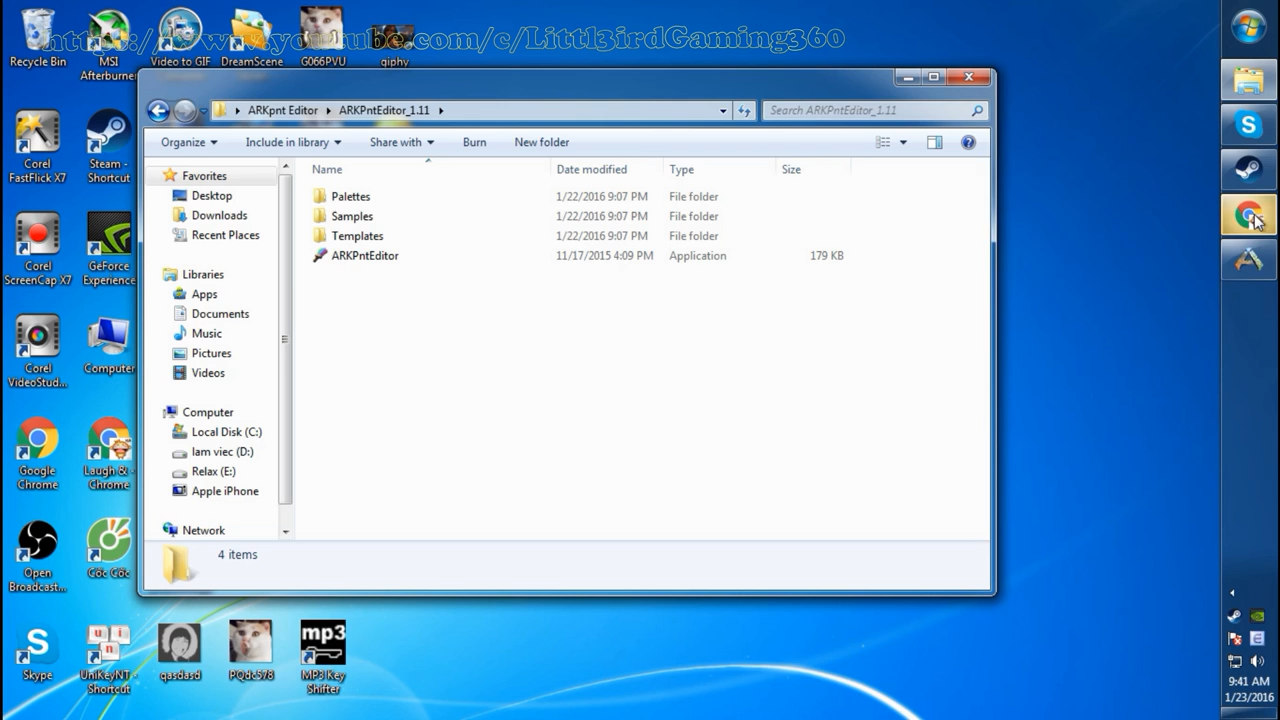 https://www.youtube.com/c/Littl3irdGaming360
Recycle Bin
MSI Afterburner
Video to GIF
DreamScene
G066PVU
giphy
ARKpnt Editor
ARKPntEditor_1.11
Search ARKPntEditor_1.11
Organize
Include in library
Share with
Burn
New folder
Name
Date modified
Type
Size
Favorites
Desktop
Downloads
Recent Places
Libraries
Apps
Documents
Music
Pictures
Videos
Computer
Local Disk (C:)
lam viec (D:)
Relax (E:)
Apple iPhone
Network
Palettes 1/22/2016 9:07 PM File folder
Samples 1/22/2016 9:07 PM File folder
Templates 1/22/2016 9:07 PM File folder
ARKPntEditor 11/17/2015 4:09 PM Application 179 KB
4 items
Corel
FastFlick X7
Steam -
Shortcut
Corel
ScreenCap X7
GeForce
Experience
Corel
VideoStud...
Computer
Google
Chrome
Laugh & -
Chrome
Open
Broadcast...
Cốc Cốc
Skype
UniKeyNT -
Shortcut
qasdasd
PQdc578
mp3
MP3 Key
Shifter
9:41 AM
1/23/2016